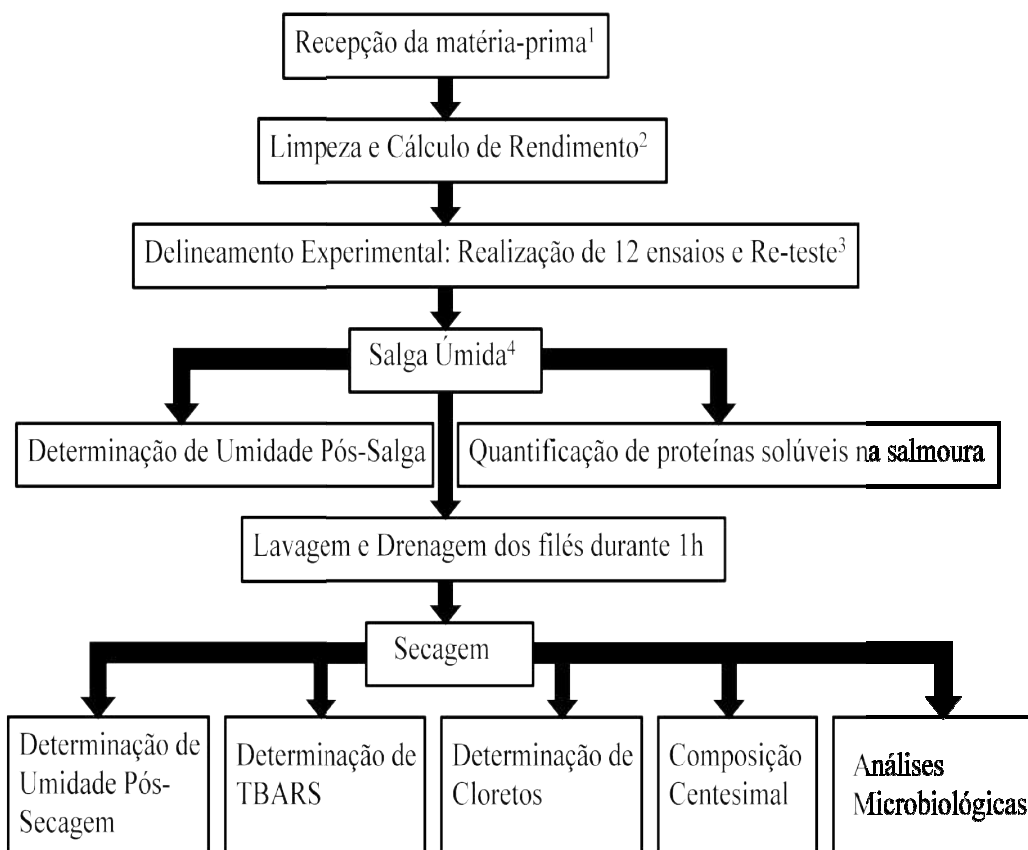 Recepção da matéria-prima¹
Limpeza e Cálculo de Rendimento²
Delineamento Experimental: Realização de 12 ensaios e Re-teste³
Salga Úmida⁴
Determinação de Umidade Pós-Salga
Quantificação de proteínas solúveis na salmoura
Lavagem e Drenagem dos filés durante 1h
Secagem
Determinação de
Umidade Pós-
Secagem
Determinação de
TBARS
Determinação de
Cloretos
Composição
Centesimal
Análises
Microbiológicas